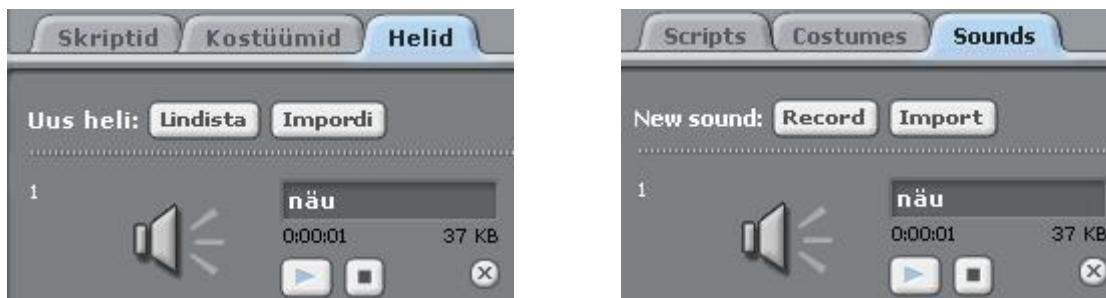 Skriptid Kostüümid Helid
Uus heli: Lindista Impordi
1
näu
0:00:01 37 KB
Scripts Costumes Sounds
New sound: Record Import
1
näu
0:00:01 37 KB